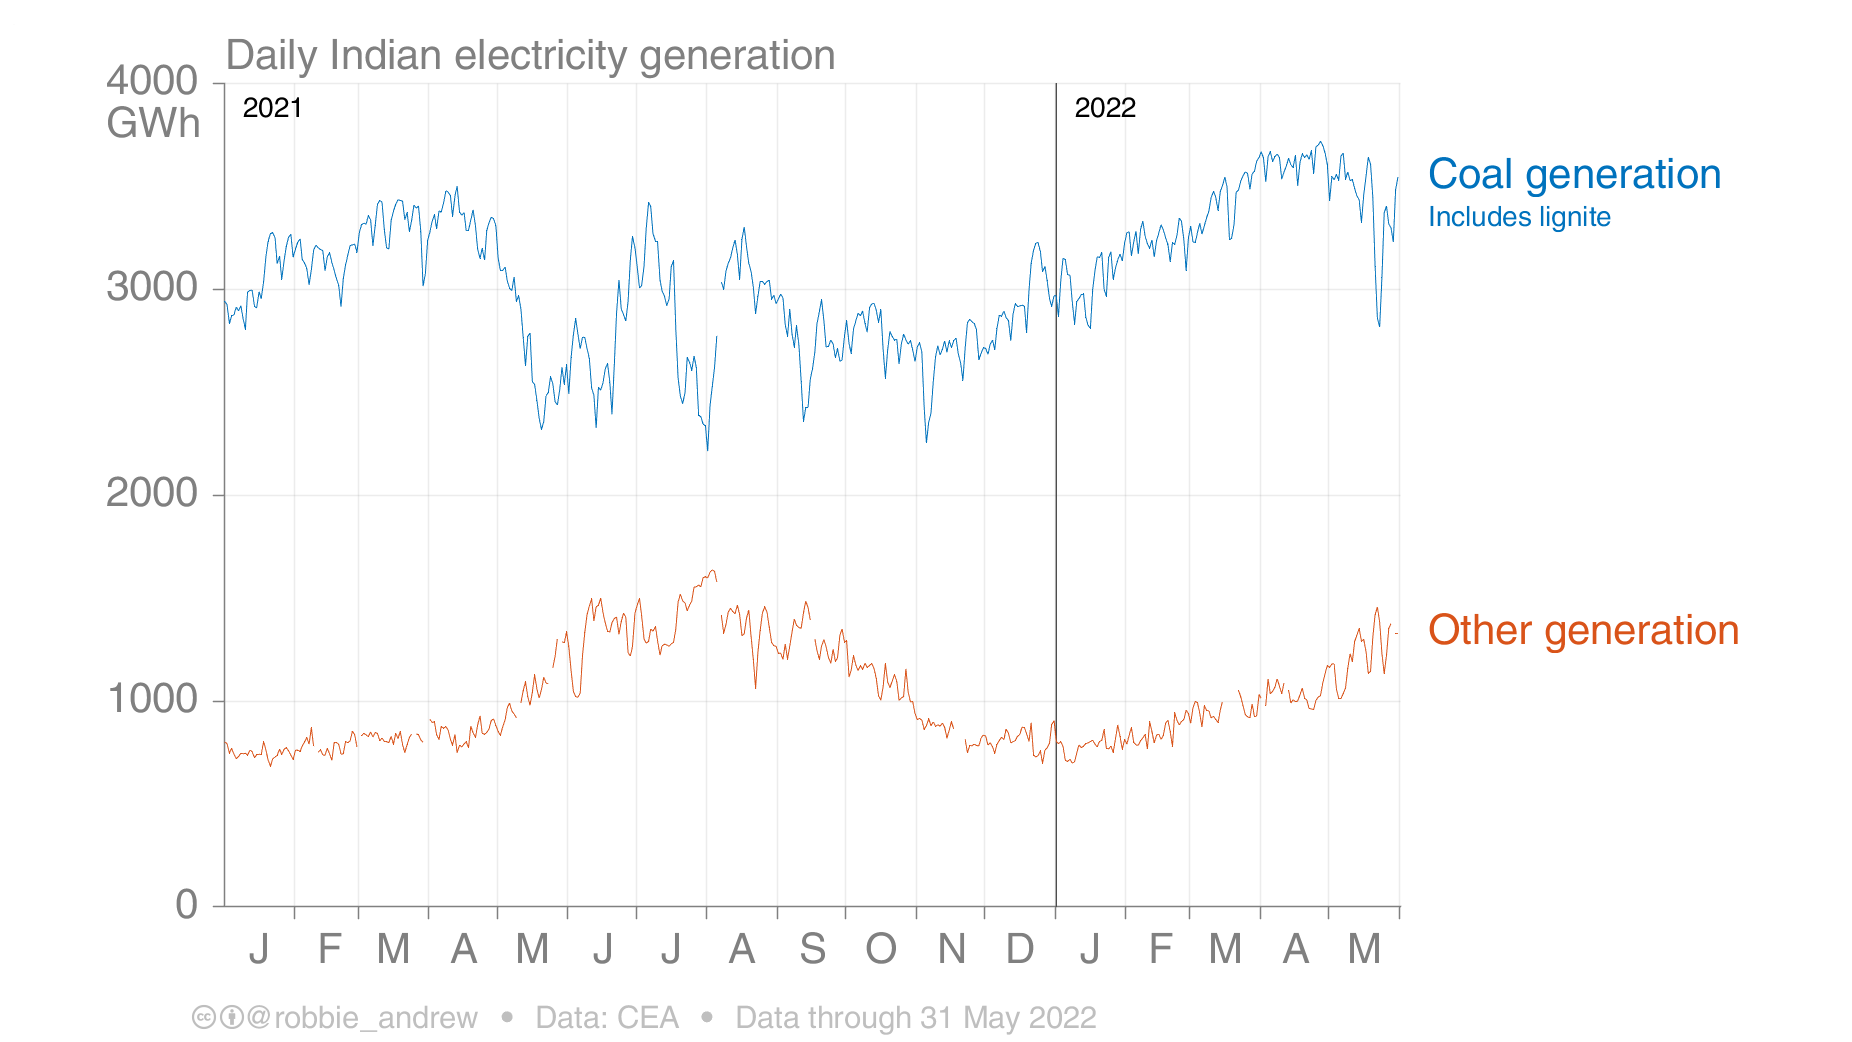 Daily Indian electricity generation
4000
GWh
2021
2022
Coal generation
Includes lignite
3000
2000
Other generation
1000
0
J F M A M J J A S O N D J F M A M
@robbie_andrew • Data: CEA • Data through 31 May 2022